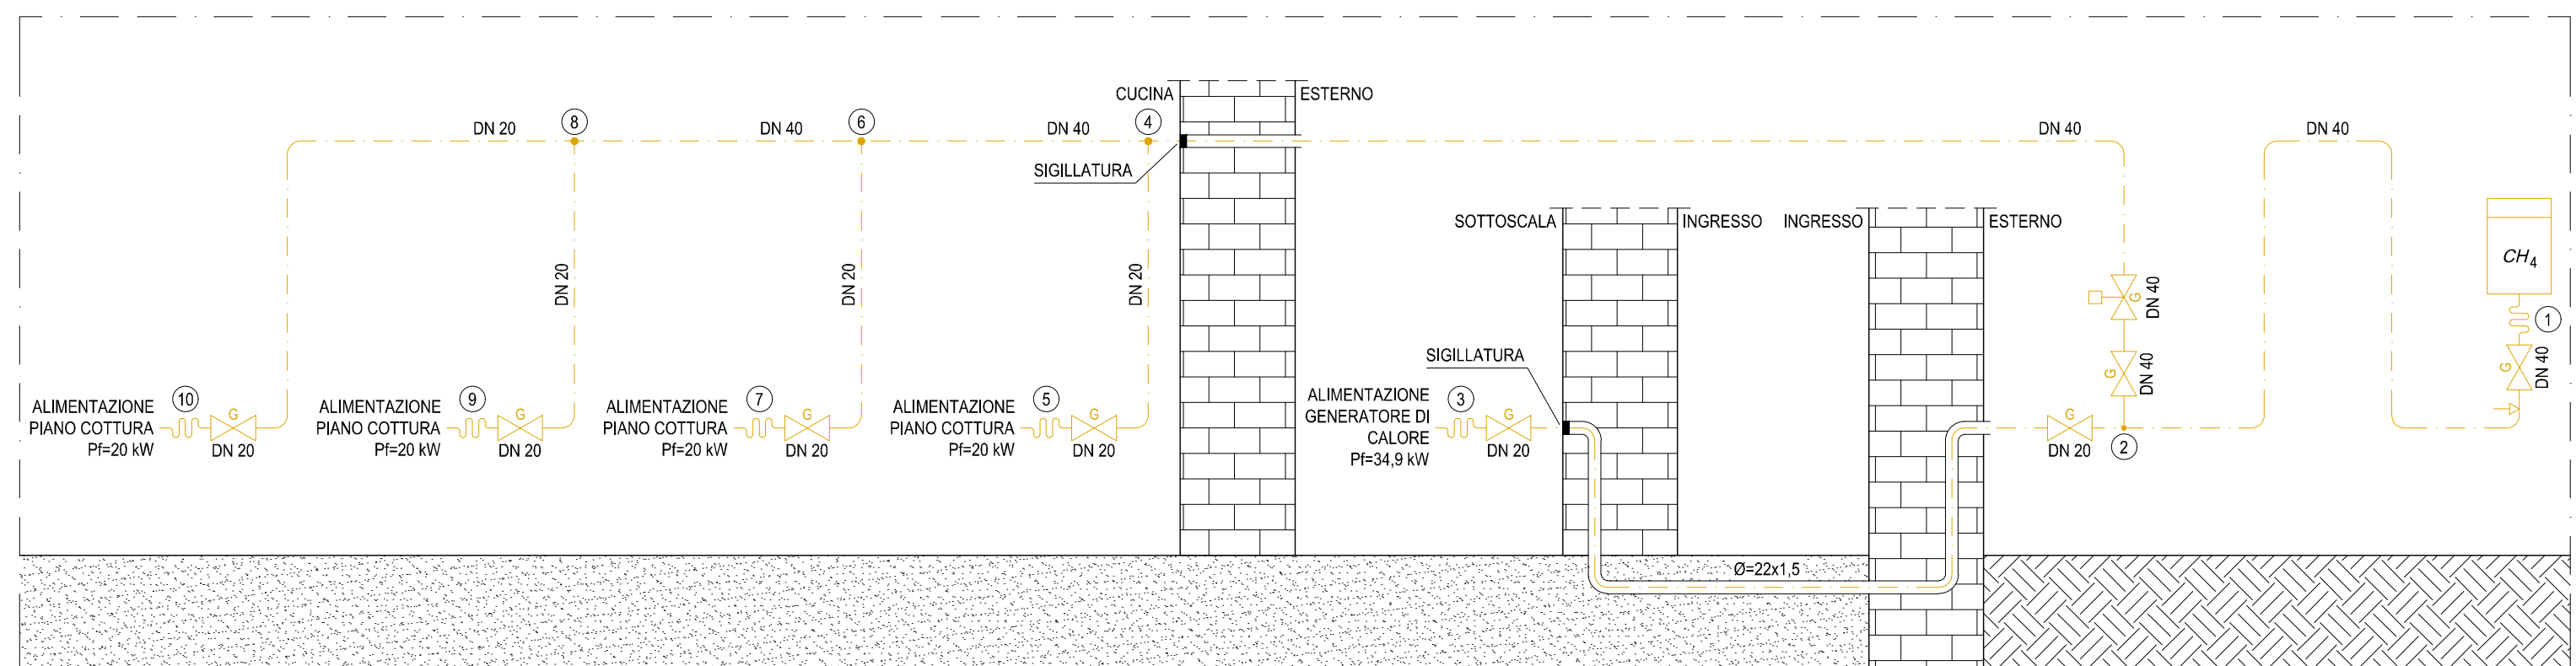 CUCINA
ESTERNO
DN 20
8
DN 40
6
DN 40
4
DN 40
DN 40
SIGILLATURA
SOTTOSCALA
INGRESSO
INGRESSO
ESTERNO
CH4
DN 20
DN 20
DN 20
G
DN 40
1
SIGILLATURA
G
DN 40
G
DN 40
ALIMENTAZIONE
PIANO COTTURA
Pf=20 kW
10
G
DN 20
ALIMENTAZIONE
PIANO COTTURA
Pf=20 kW
9
G
DN 20
ALIMENTAZIONE
PIANO COTTURA
Pf=20 kW
7
G
DN 20
ALIMENTAZIONE
PIANO COTTURA
Pf=20 kW
5
G
DN 20
ALIMENTAZIONE
GENERATORE DI
CALORE
Pf=34,9 kW
3
G
DN 20
G
DN 20
2
Ø=22x1,5